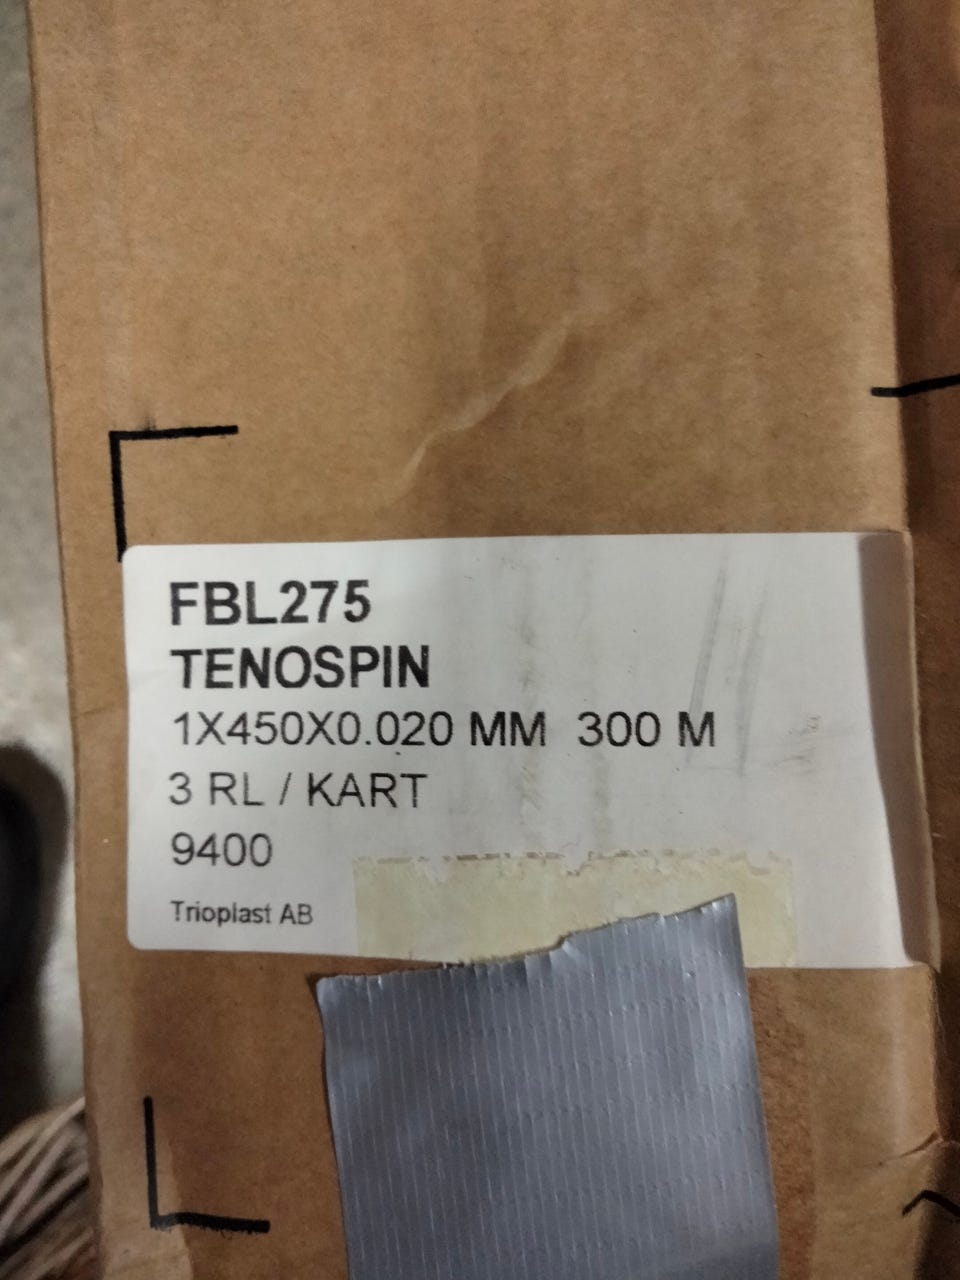 FBL275
TENOSPIN
1X450X0.020 MM 300 M
3 RL / KART
9400
Trioplast AB